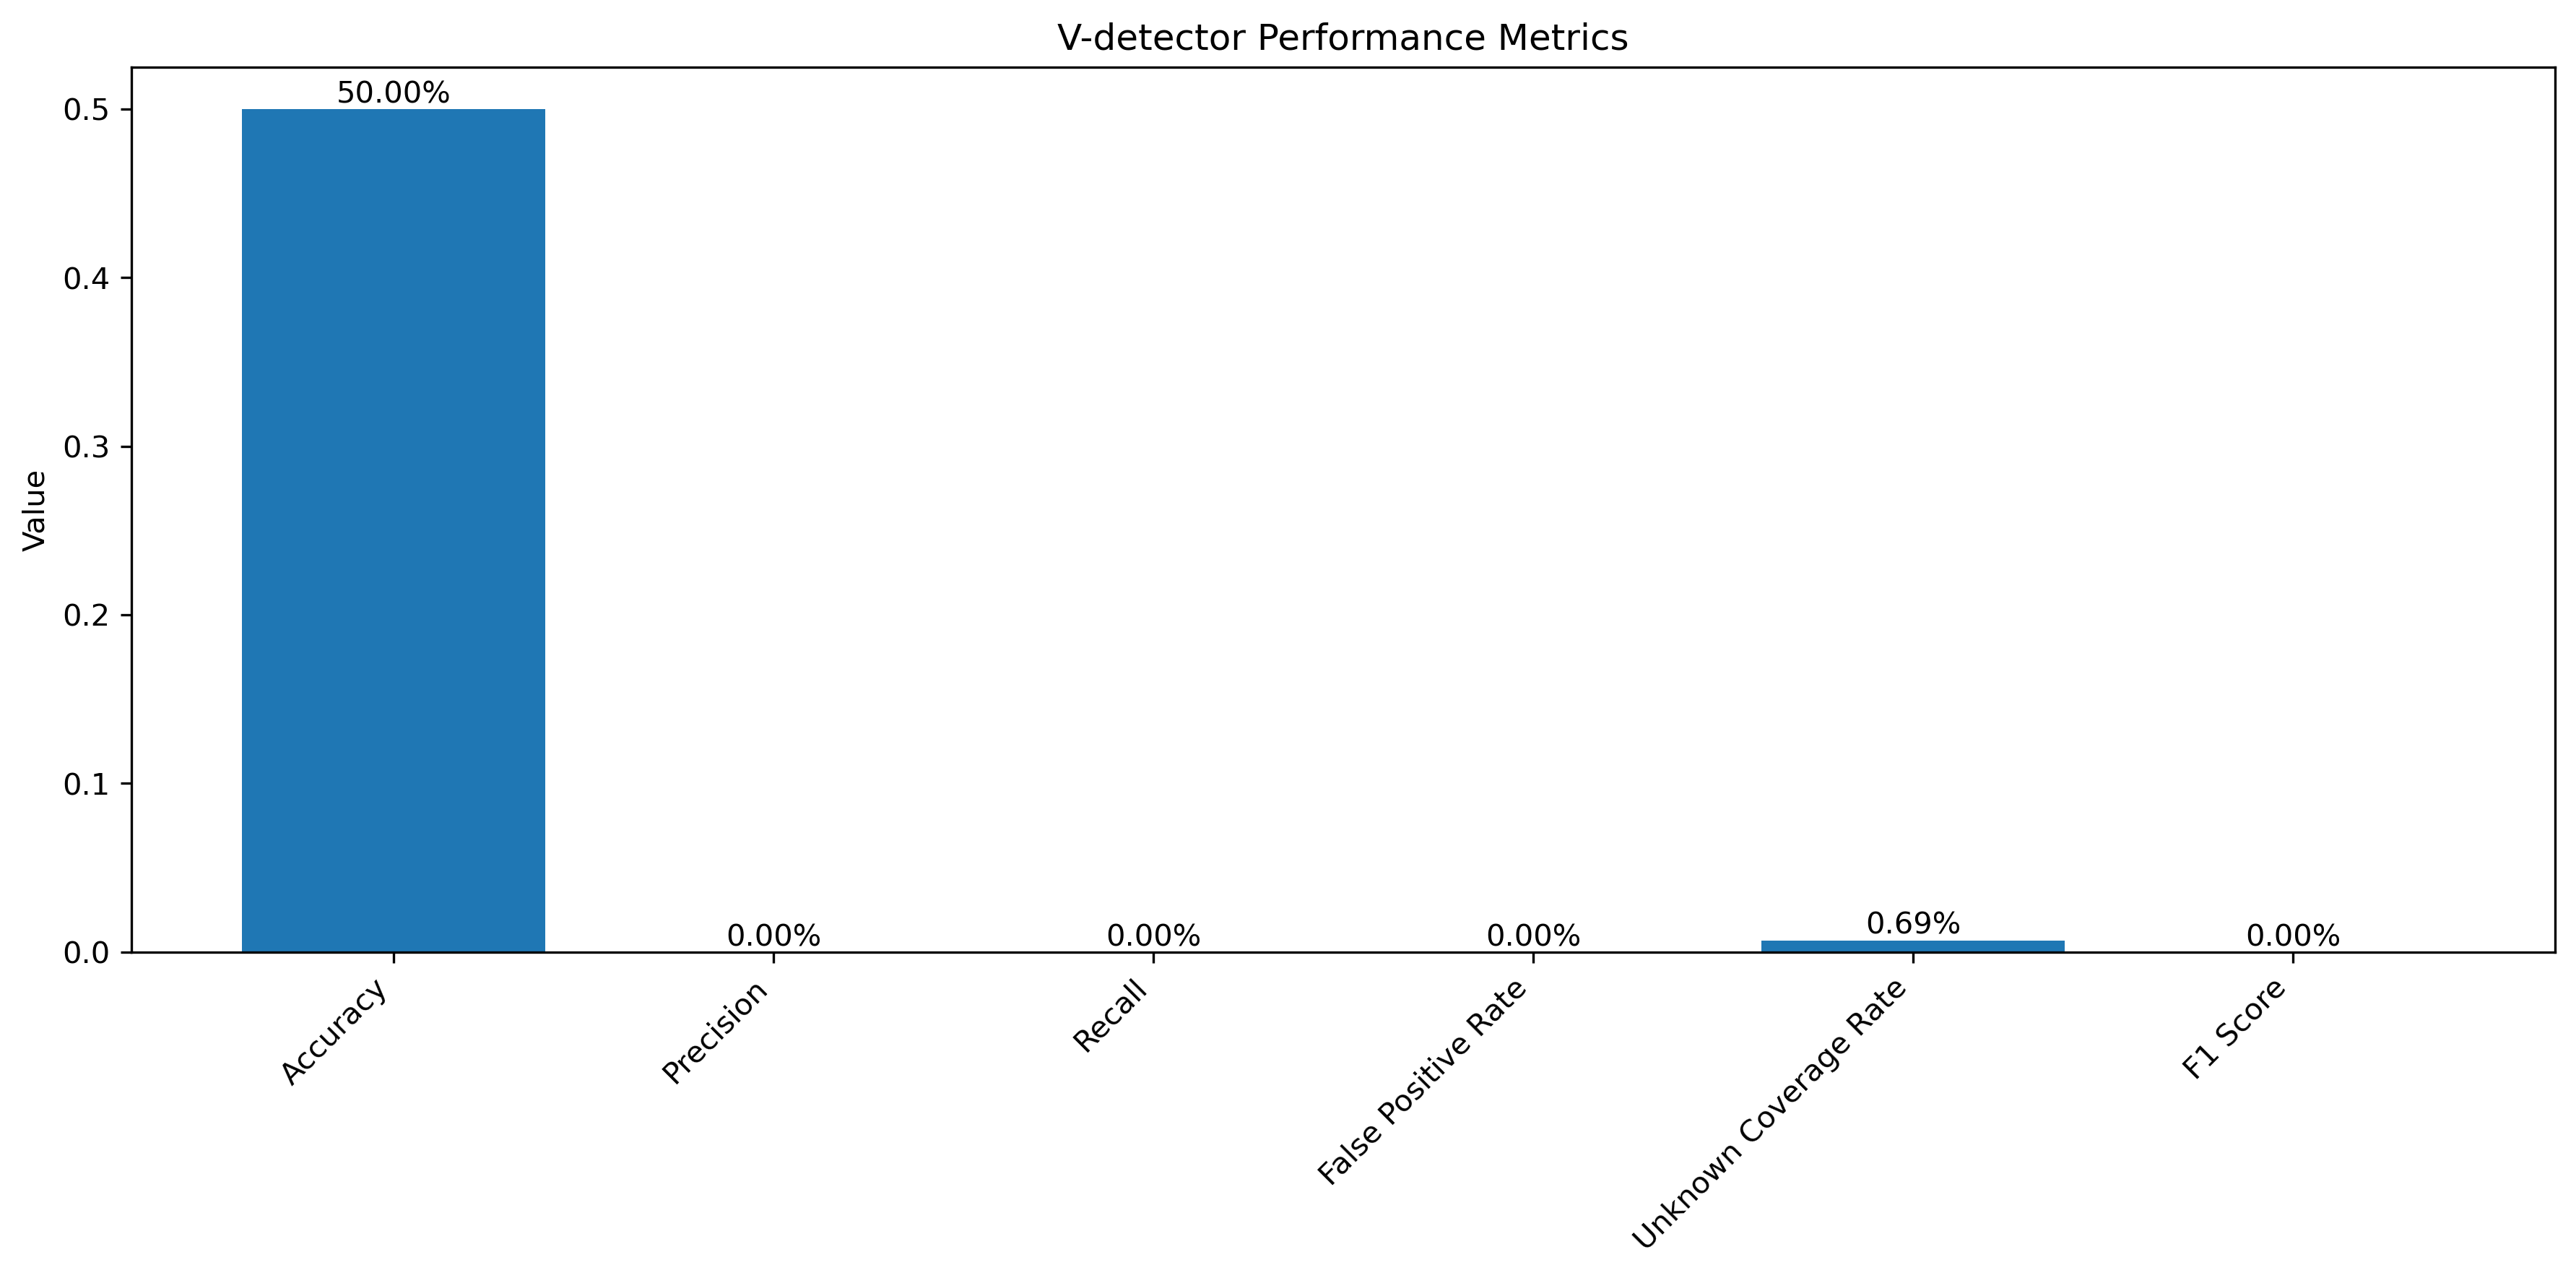 V-detector Performance Metrics
Value
0.5
0.4
0.3
0.2
0.1
0.0
50.00%
0.00%
0.00%
0.00%
0.69%
0.00%
Accuracy
Precision
Recall
False Positive Rate
Unknown Coverage Rate
F1 Score